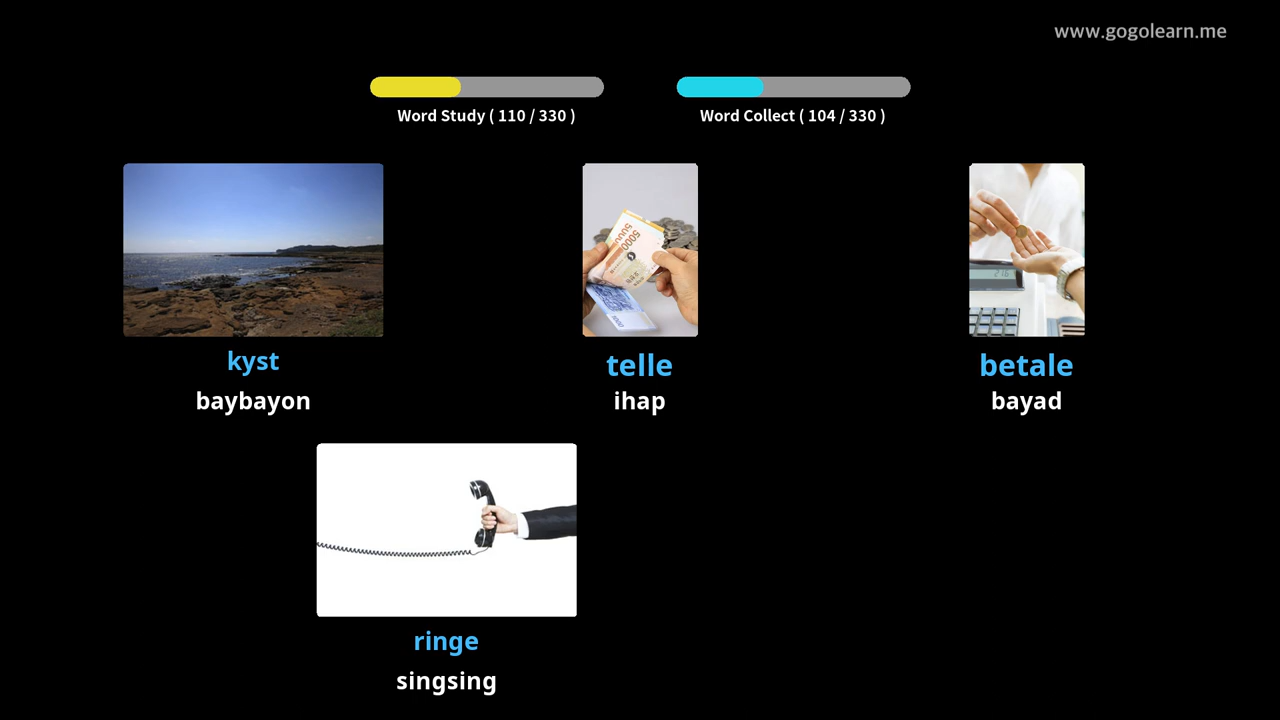 www.gogolearn.me
Word Study ( 110 / 330 )
Word Collect ( 104 / 330 )
kyst
telle
betale
baybayon
ihap
bayad
ringe
singsing